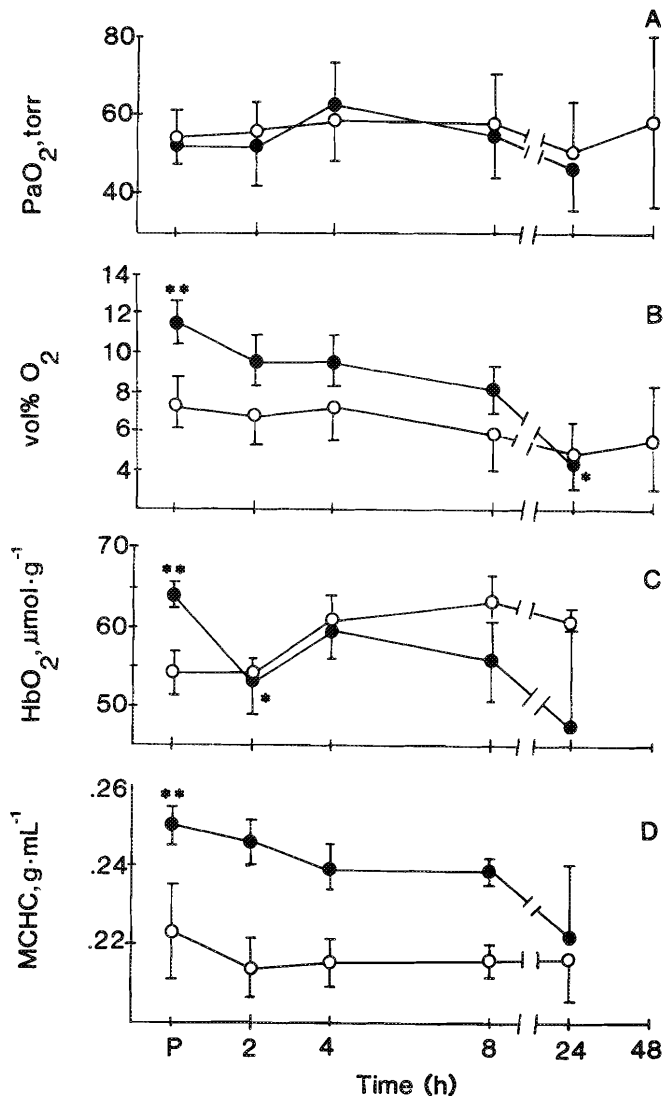 A
80
60
40
PaO2, torr
B
14
12
10
8
6
4
vol% O2
**
*
C
70
60
50
HbO2, µmol·g-1
**
*
D
.26
.24
.22
MCHC, g·mL-1
**
P 2 4 8 24 48
Time (h)